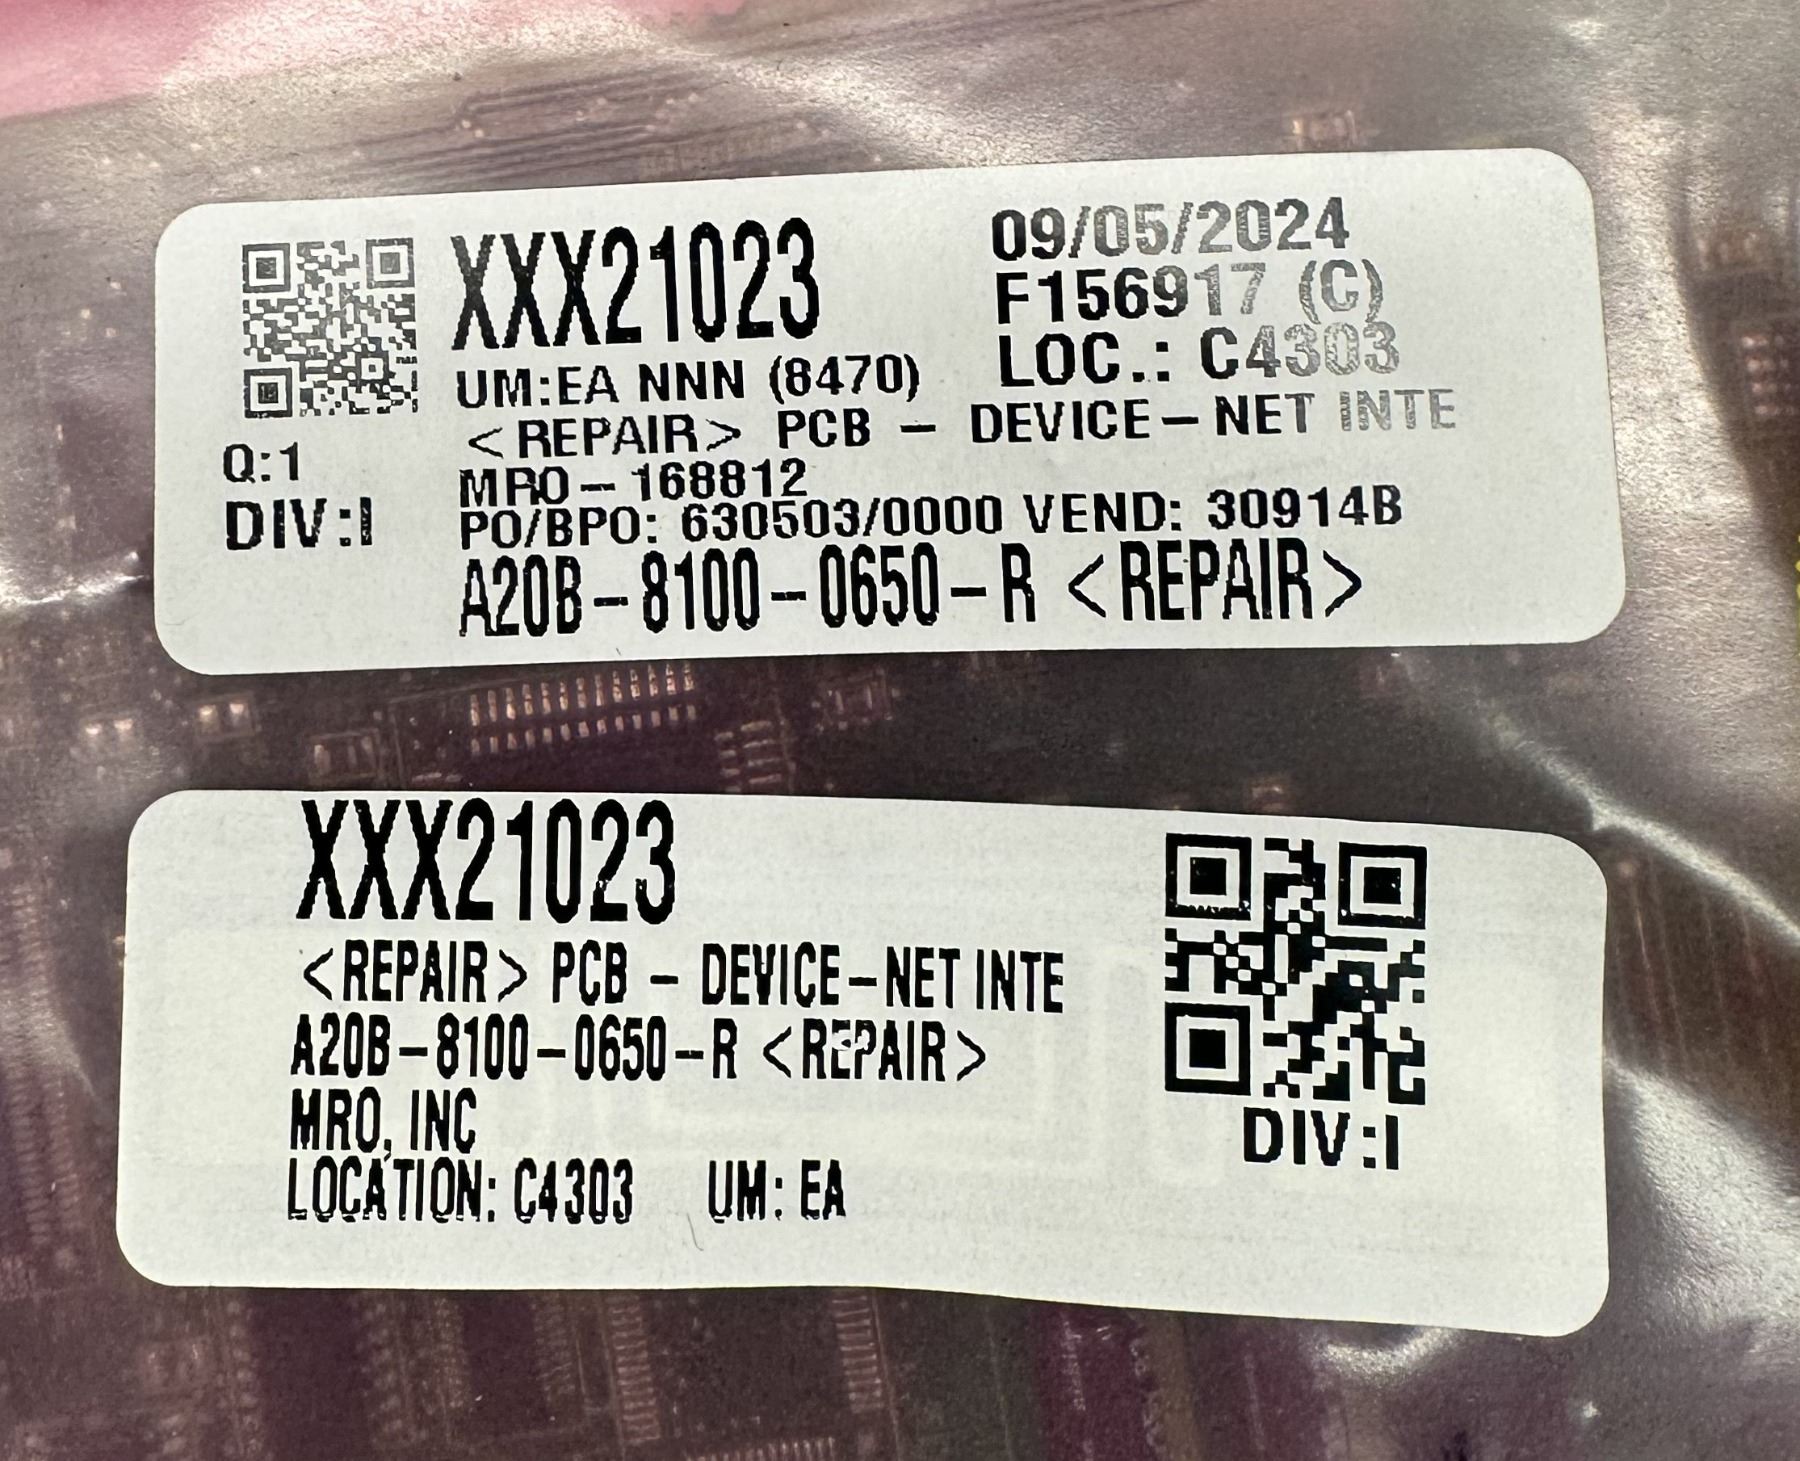 XXX21023
09/05/2024
F156917 (C)
LOC.: C4303
UM:EA NNN (8470)
<REPAIR> PCB - DEVICE-NET INTE
Q:1
MRO-168812
DIV:I
PO/BPO: 630503/0000 VEND: 30914B
A20B-8100-0650-R <REPAIR>
XXX21023
<REPAIR> PCB - DEVICE-NET INTE
A20B-8100-0650-R <REPAIR>
MRO, INC
LOCATION: C4303 UM: EA
DIV:I